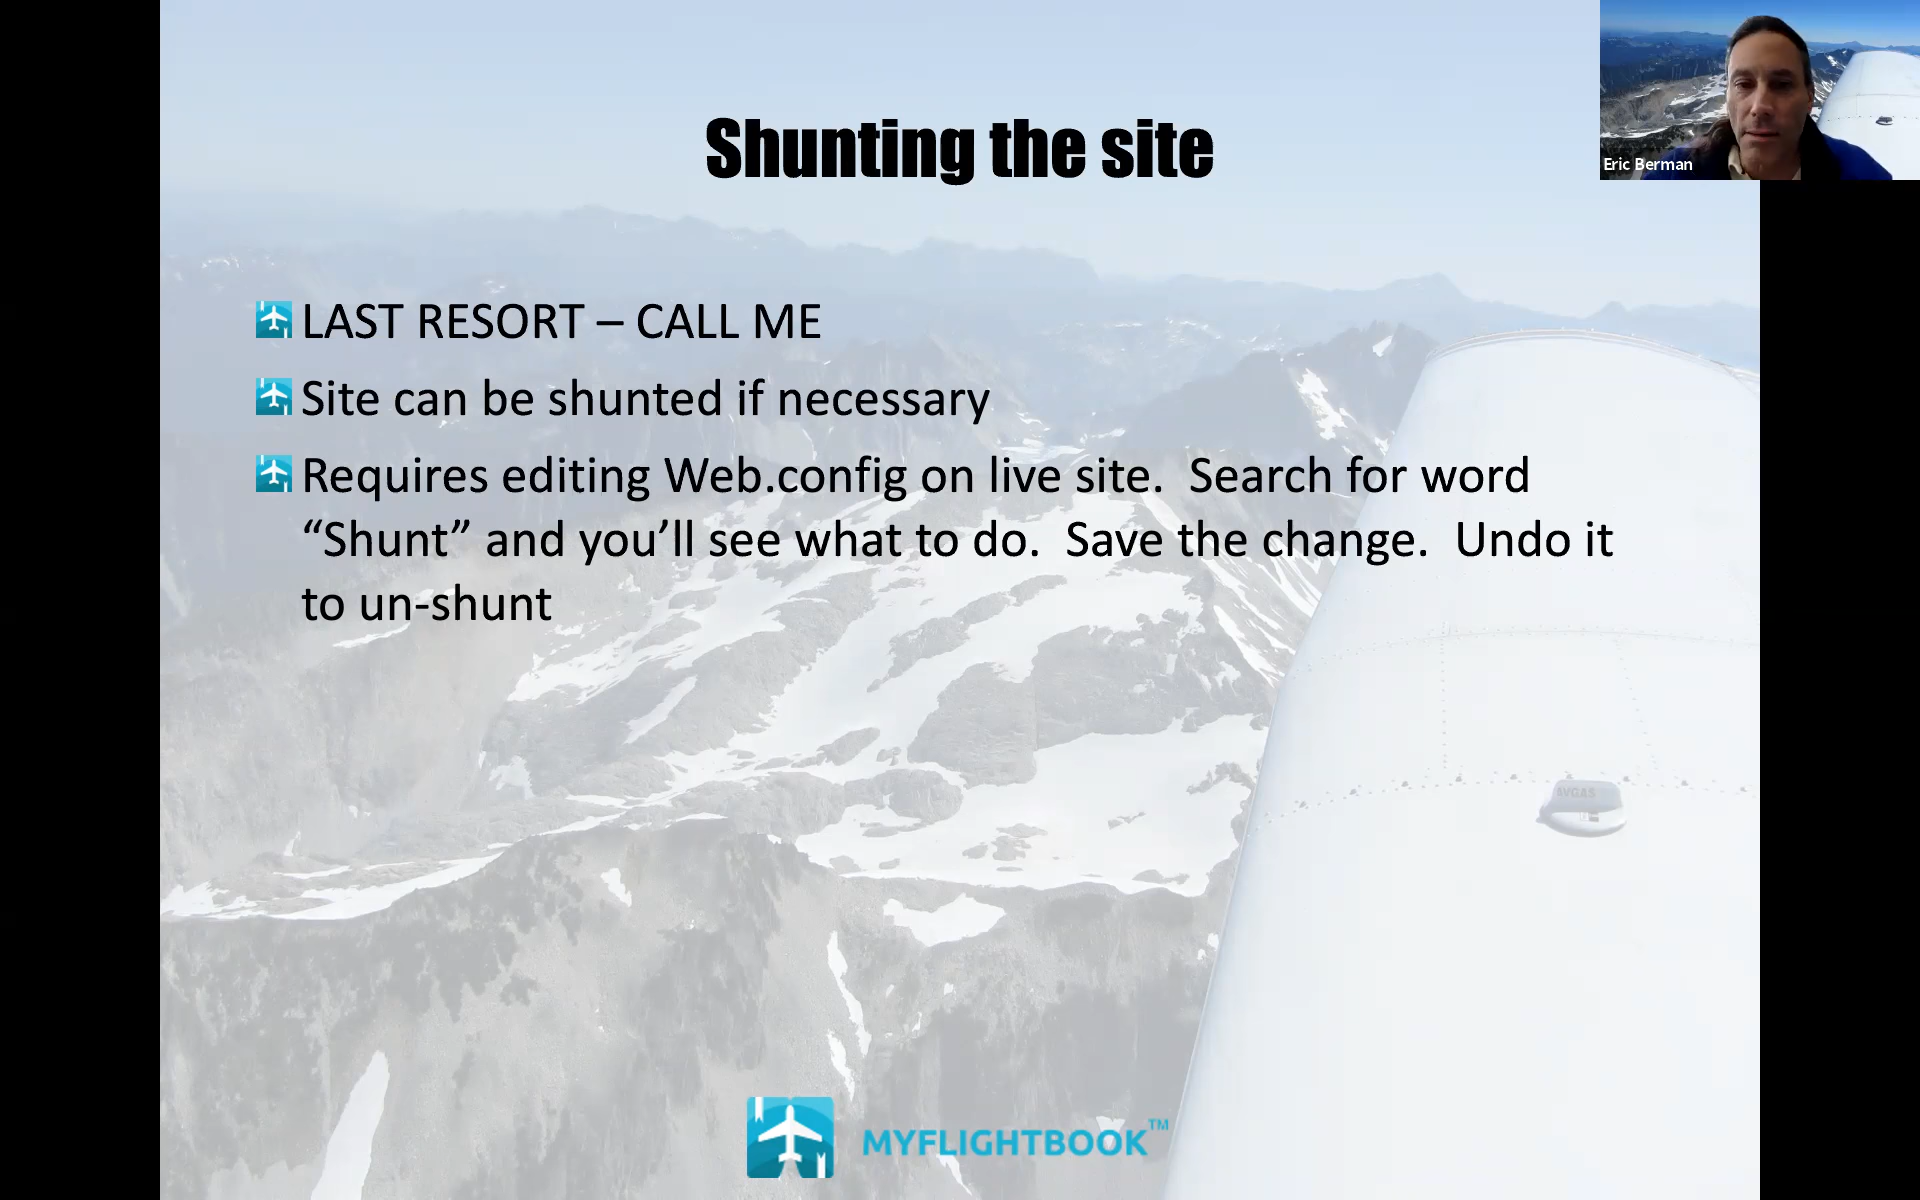 Shunting the site
Eric Berman
LAST RESORT – CALL ME
Site can be shunted if necessary
Requires editing Web.config on live site.  Search for word
“Shunt” and you’ll see what to do.  Save the change.  Undo it
to un-shunt
AVGAS
MYFLIGHTBOOK™